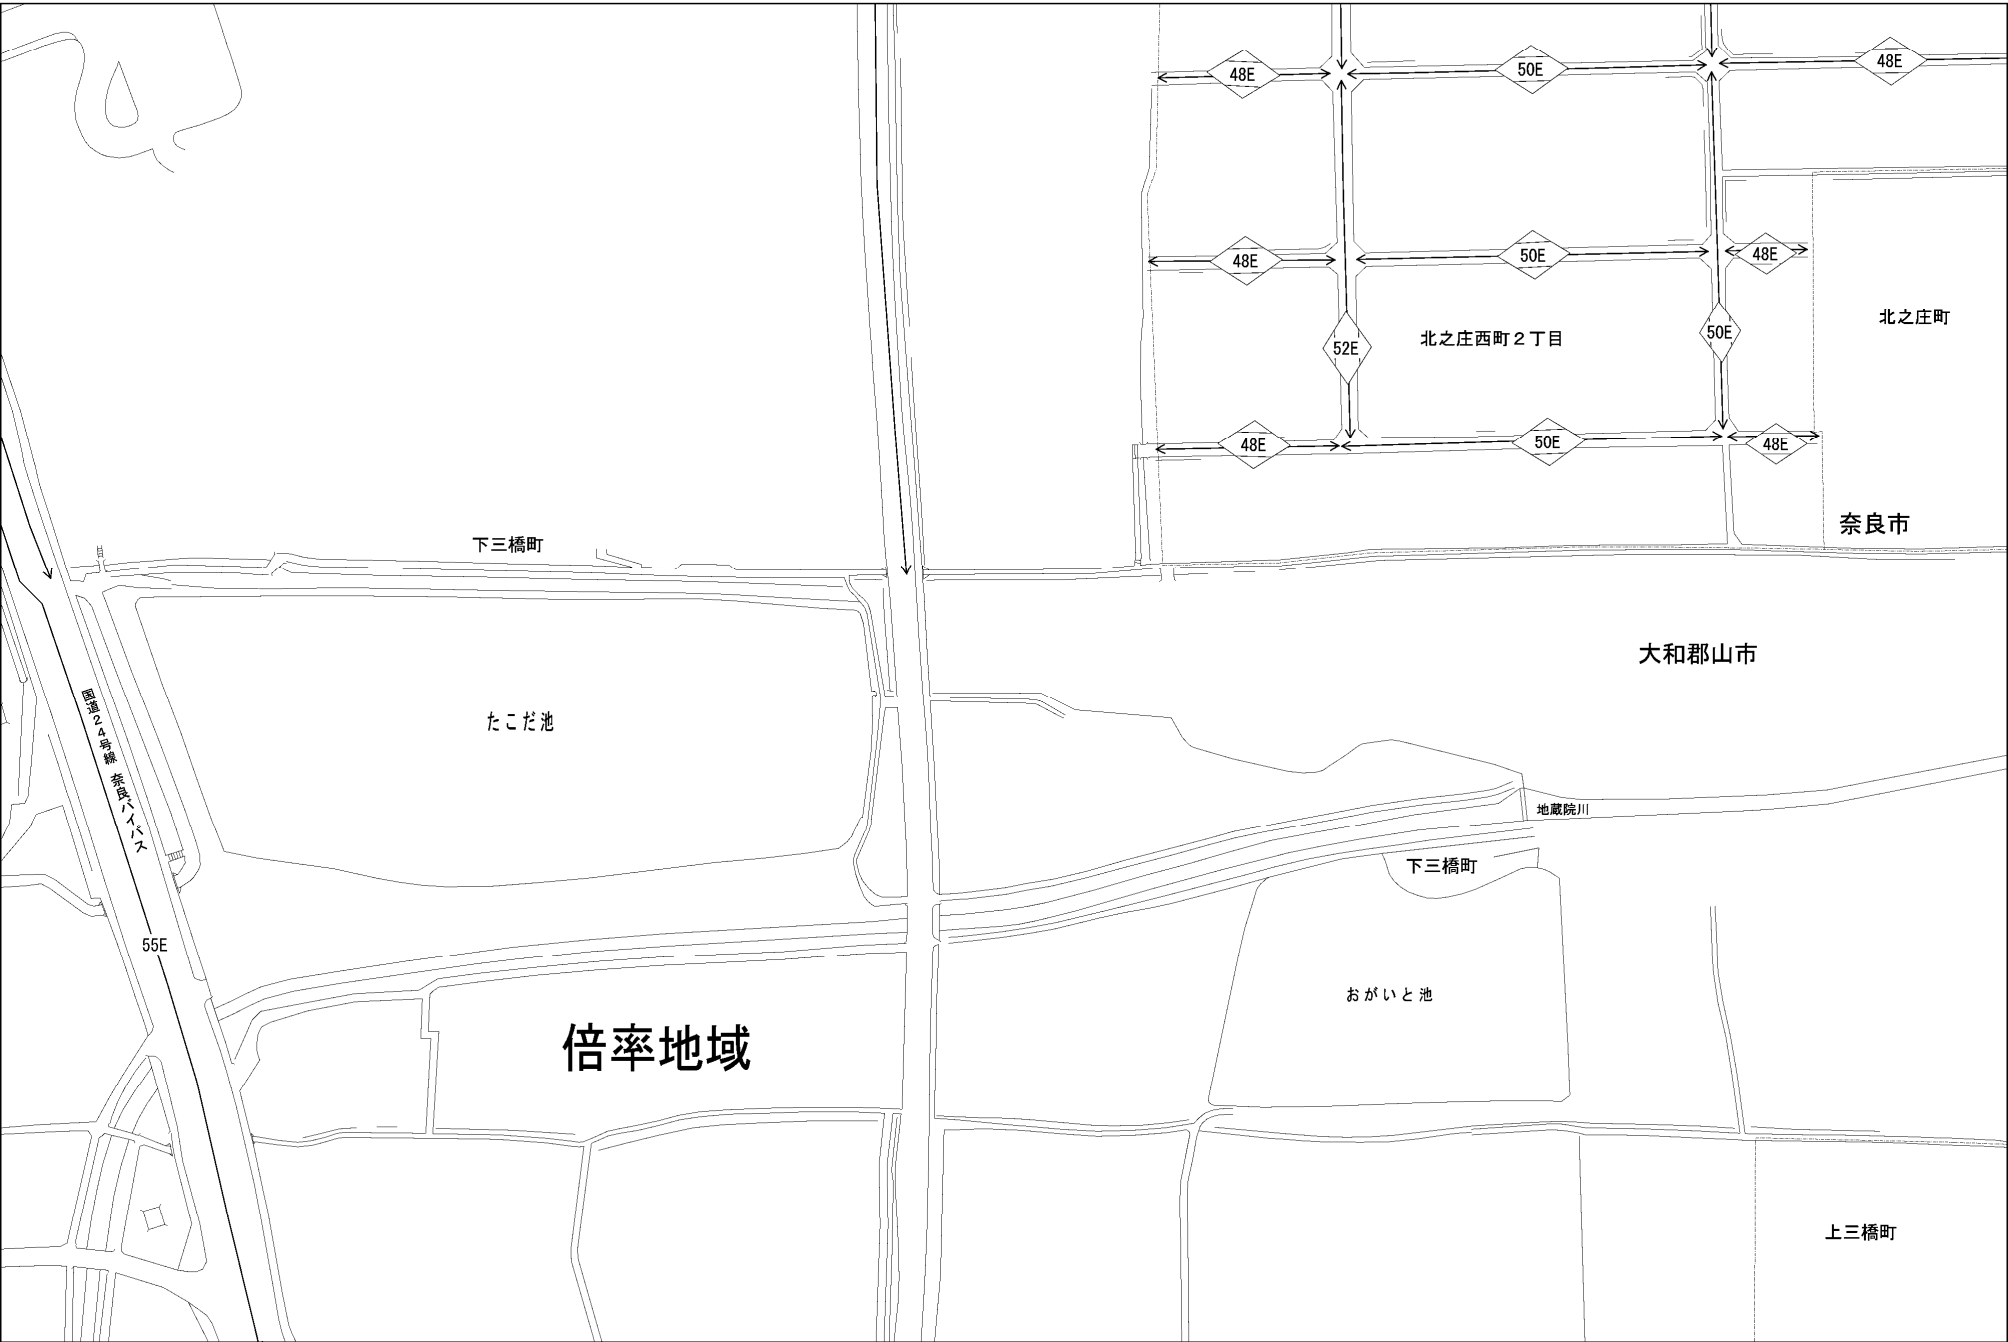 48E
50E
48E
48E
50E
48E
北之庄町
50E
北之庄西町２丁目
52E
48E
50E
48E
奈良市
下三橋町
大和郡山市
たこだ池
国道２４号線 奈良バイパス
地蔵院川
下三橋町
55E
おがいと池
倍率地域
上三橋町